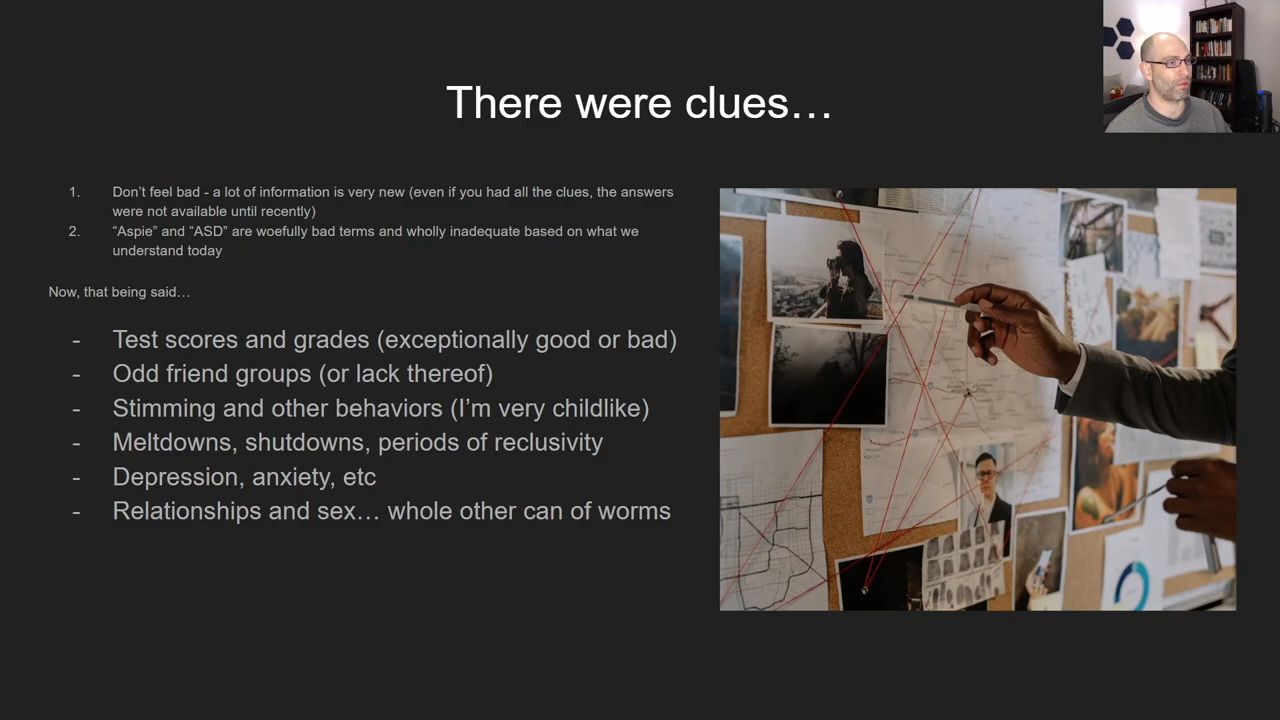 There were clues…
1. Don’t feel bad - a lot of information is very new (even if you had all the clues, the answers
were not available until recently)
2. “Aspie” and “ASD” are woefully bad terms and wholly inadequate based on what we
understand today
Now, that being said…
- Test scores and grades (exceptionally good or bad)
- Odd friend groups (or lack thereof)
- Stimming and other behaviors (I’m very childlike)
- Meltdowns, shutdowns, periods of reclusivity
- Depression, anxiety, etc
- Relationships and sex… whole other can of worms